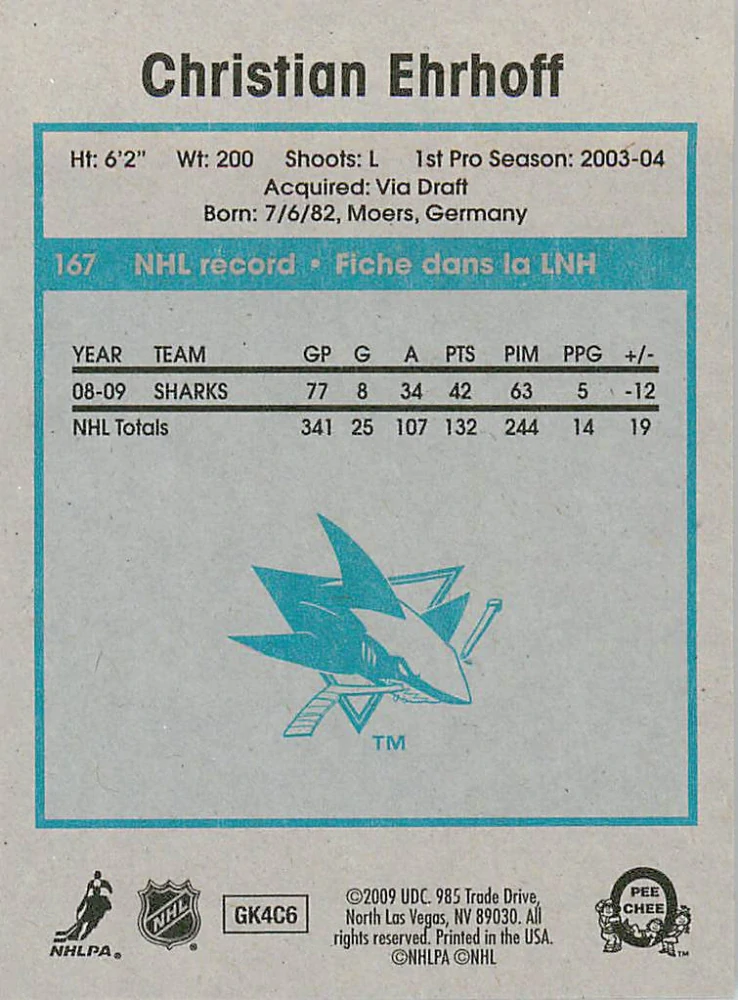 Christian Ehrhoff
Ht: 6'2" Wt: 200 Shoots: L 1st Pro Season: 2003-04
Acquired: Via Draft
Born: 7/6/82, Moers, Germany
167 NHL record • Fiche dans la LNH
YEAR TEAM GP G A PTS PIM PPG +/-
08-09 SHARKS 77 8 34 42 63 5 -12
NHL Totals 341 25 107 132 244 14 19
TM
NHLPA®
NHL®
GK4C6
©2009 UDC. 985 Trade Drive,
North Las Vegas, NV 89030. All
rights reserved. Printed in the USA.
©NHLPA ©NHL
PEE
CHEE
TM